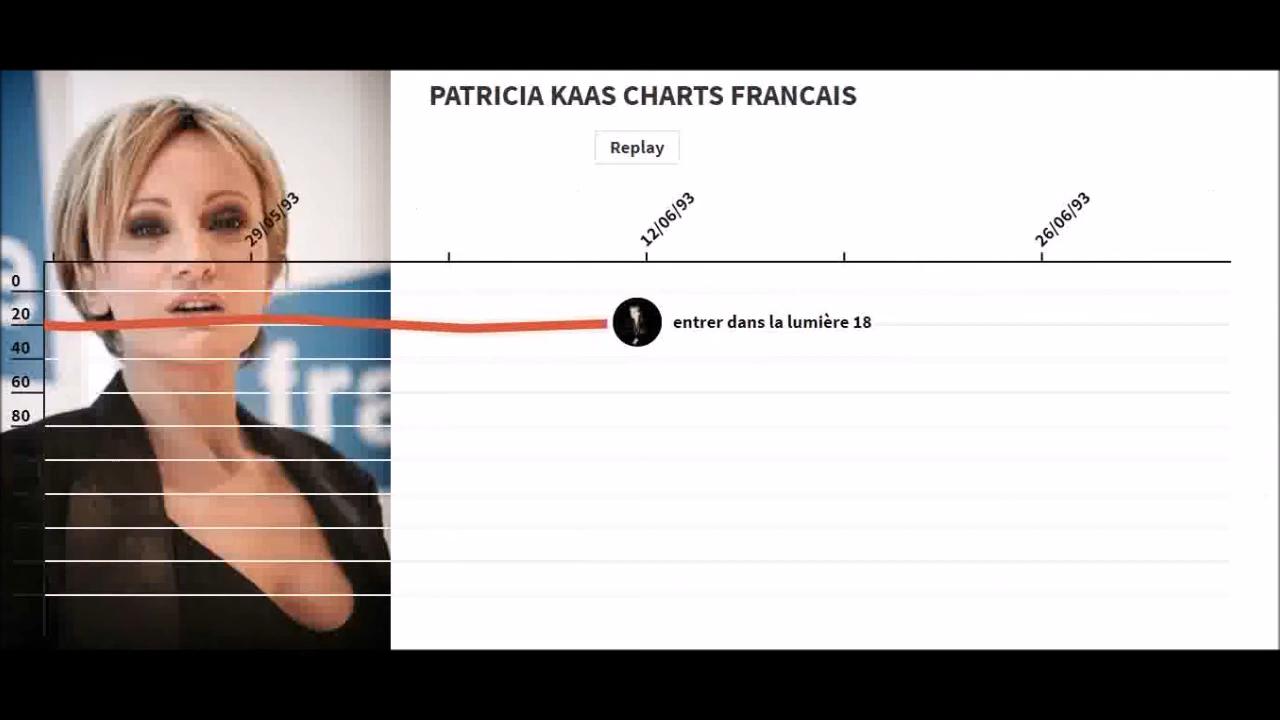 PATRICIA KAAS CHARTS FRANCAIS
Replay
29/05/93
12/06/93
26/06/93
0
20
entrer dans la lumière 18
40
60
80
fra